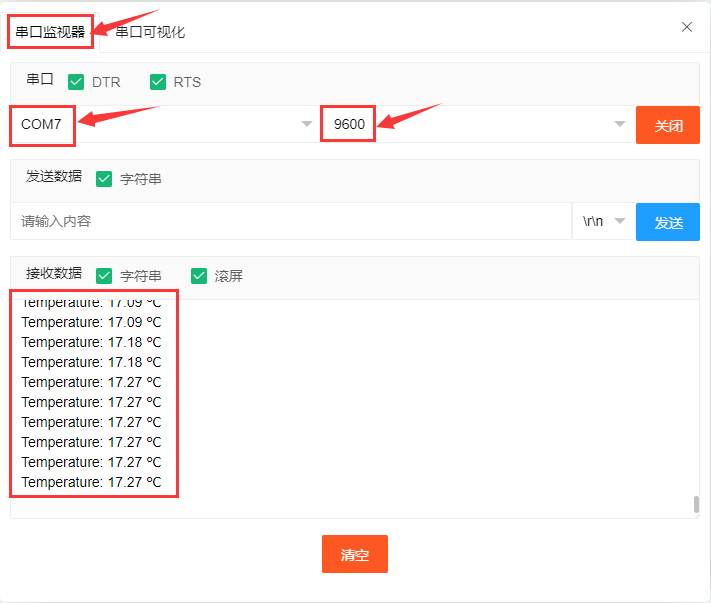 串口监视器 串口可视化
串口 DTR RTS
COM7 9600 关闭
发送数据 字符串
请输入内容 \r\n 发送
接收数据 字符串 滚屏
Temperature: 17.09 ℃
Temperature: 17.09 ℃
Temperature: 17.18 ℃
Temperature: 17.18 ℃
Temperature: 17.27 ℃
Temperature: 17.27 ℃
Temperature: 17.27 ℃
Temperature: 17.27 ℃
Temperature: 17.27 ℃
Temperature: 17.27 ℃
清空